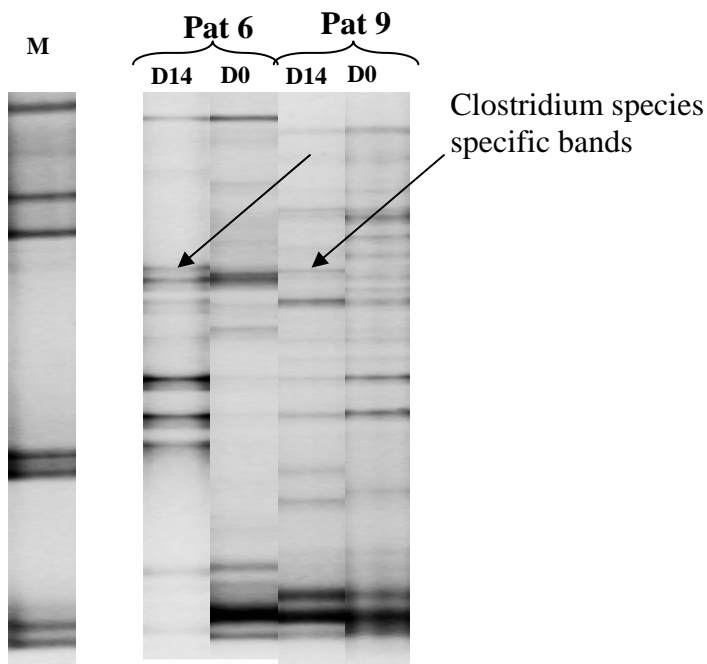 M
Pat 6
Pat 9
D14 D0 D14 D0
Clostridium species
specific bands